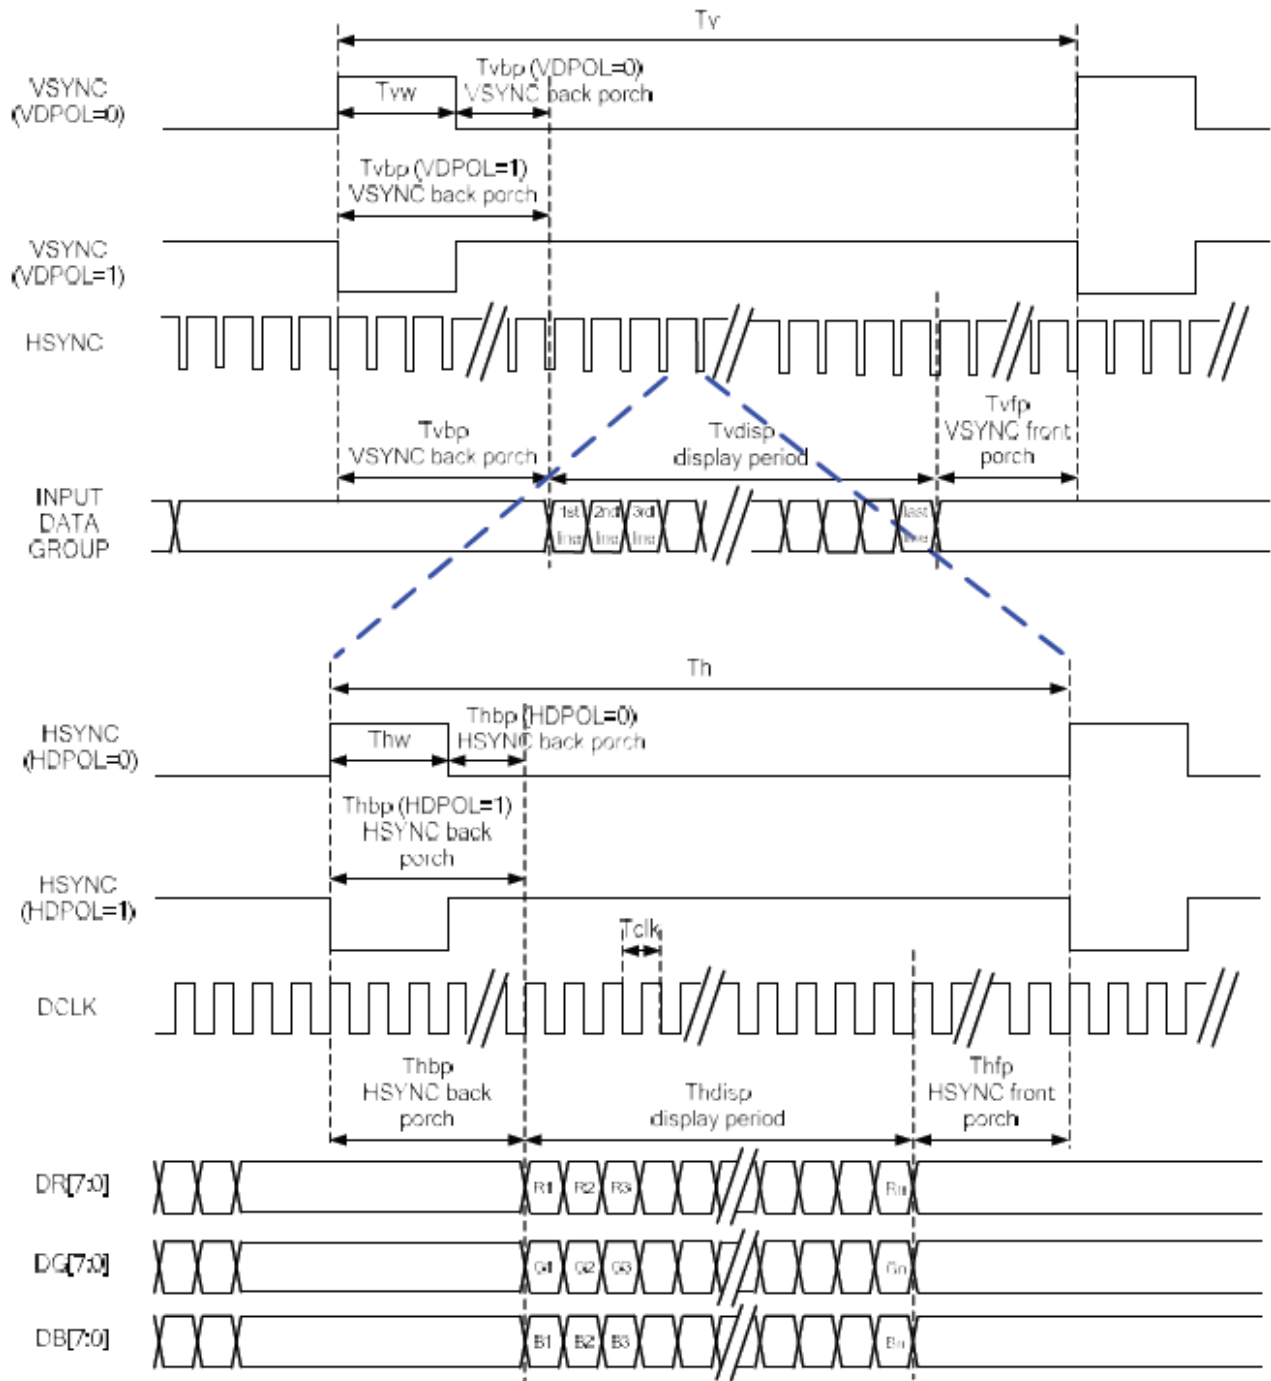 Tv
VSYNC
(VDPOL=0)
Tvw
Tvbp (VDPOL=0)
VSYNC back porch
Tvbp (VDPOL=1)
VSYNC back porch
VSYNC
(VDPOL=1)
HSYNC
Tvbp
VSYNC back porch
Tvdisp
display period
Tvfp
VSYNC front
porch
INPUT
DATA
GROUP
1st
line
2nd
line
3rd
line
last
line
Th
HSYNC
(HDPOL=0)
Thw
Thbp (HDPOL=0)
HSYNC back porch
Thbp (HDPOL=1)
HSYNC back
porch
HSYNC
(HDPOL=1)
Tclk
DCLK
Thbp
HSYNC back
porch
Thdisp
display period
Thfp
HSYNC front
porch
DR[7:0]
R1 R2 R3 Rn
DG[7:0]
G1 G2 G3 Gn
DB[7:0]
B1 B2 B3 Bn